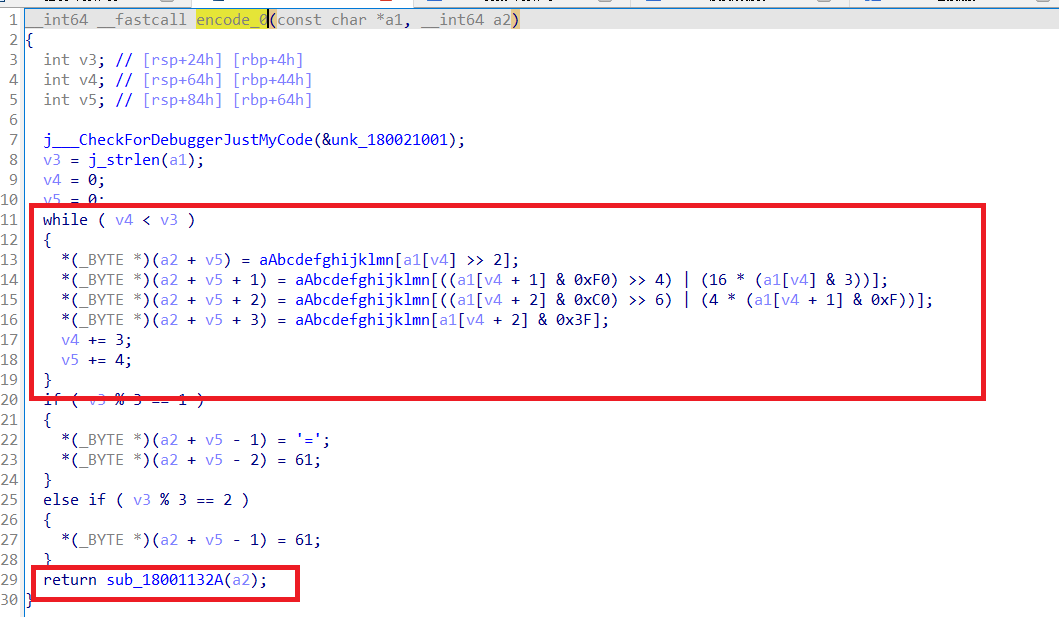 1 __int64 __fastcall encode_0(const char *a1, __int64 a2)
2 {
3 int v3; // [rsp+24h] [rbp+4h]
4 int v4; // [rsp+64h] [rbp+44h]
5 int v5; // [rsp+84h] [rbp+64h]
6
7 j___CheckForDebuggerJustMyCode(&unk_180021001);
8 v3 = j_strlen(a1);
9 v4 = 0;
10 v5 = 0;
11 while ( v4 < v3 )
12 {
13 *(_BYTE *)(a2 + v5) = aAbcdefghijklmn[a1[v4] >> 2];
14 *(_BYTE *)(a2 + v5 + 1) = aAbcdefghijklmn[((a1[v4 + 1] & 0xF0) >> 4) | (16 * (a1[v4] & 3))];
15 *(_BYTE *)(a2 + v5 + 2) = aAbcdefghijklmn[((a1[v4 + 2] & 0xC0) >> 6) | (4 * (a1[v4 + 1] & 0xF))];
16 *(_BYTE *)(a2 + v5 + 3) = aAbcdefghijklmn[a1[v4 + 2] & 0x3F];
17 v4 += 3;
18 v5 += 4;
19 }
20 if ( v3 % 3 == 1 )
21 {
22 *(_BYTE *)(a2 + v5 - 1) = '=';
23 *(_BYTE *)(a2 + v5 - 2) = 61;
24 }
25 else if ( v3 % 3 == 2 )
26 {
27 *(_BYTE *)(a2 + v5 - 1) = 61;
28 }
29 return sub_18001132A(a2);
30 }